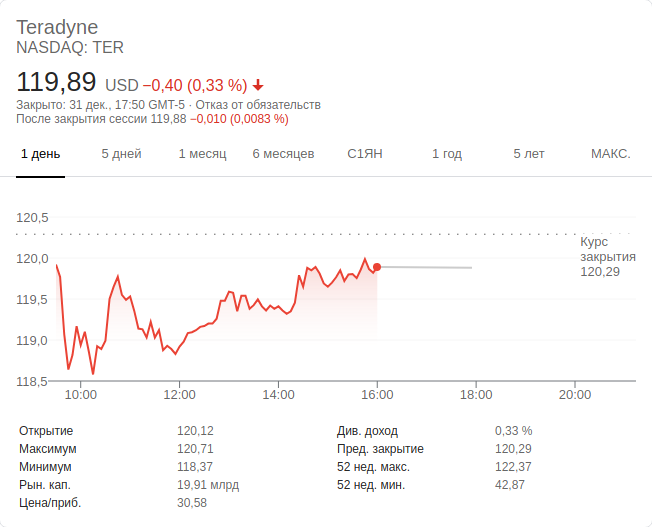 Teradyne
NASDAQ: TER
119,89 USD −0,40 (0,33 %)
Закрыто: 31 дек., 17:50 GMT-5 · Отказ от обязательств
После закрытия сессии 119,88 −0,010 (0,0083 %)
1 день 5 дней 1 месяц 6 месяцев С1ЯН 1 год 5 лет МАКС.
120,5
Курс
закрытия
120,29
120,0
119,5
119,0
118,5
10:00 12:00 14:00 16:00 18:00 20:00
Открытие 120,12 Див. доход 0,33 %
Максимум 120,71 Пред. закрытие 120,29
Минимум 118,37 52 нед. макс. 122,37
Рын. кап. 19,91 млрд 52 нед. мин. 42,87
Цена/приб. 30,58